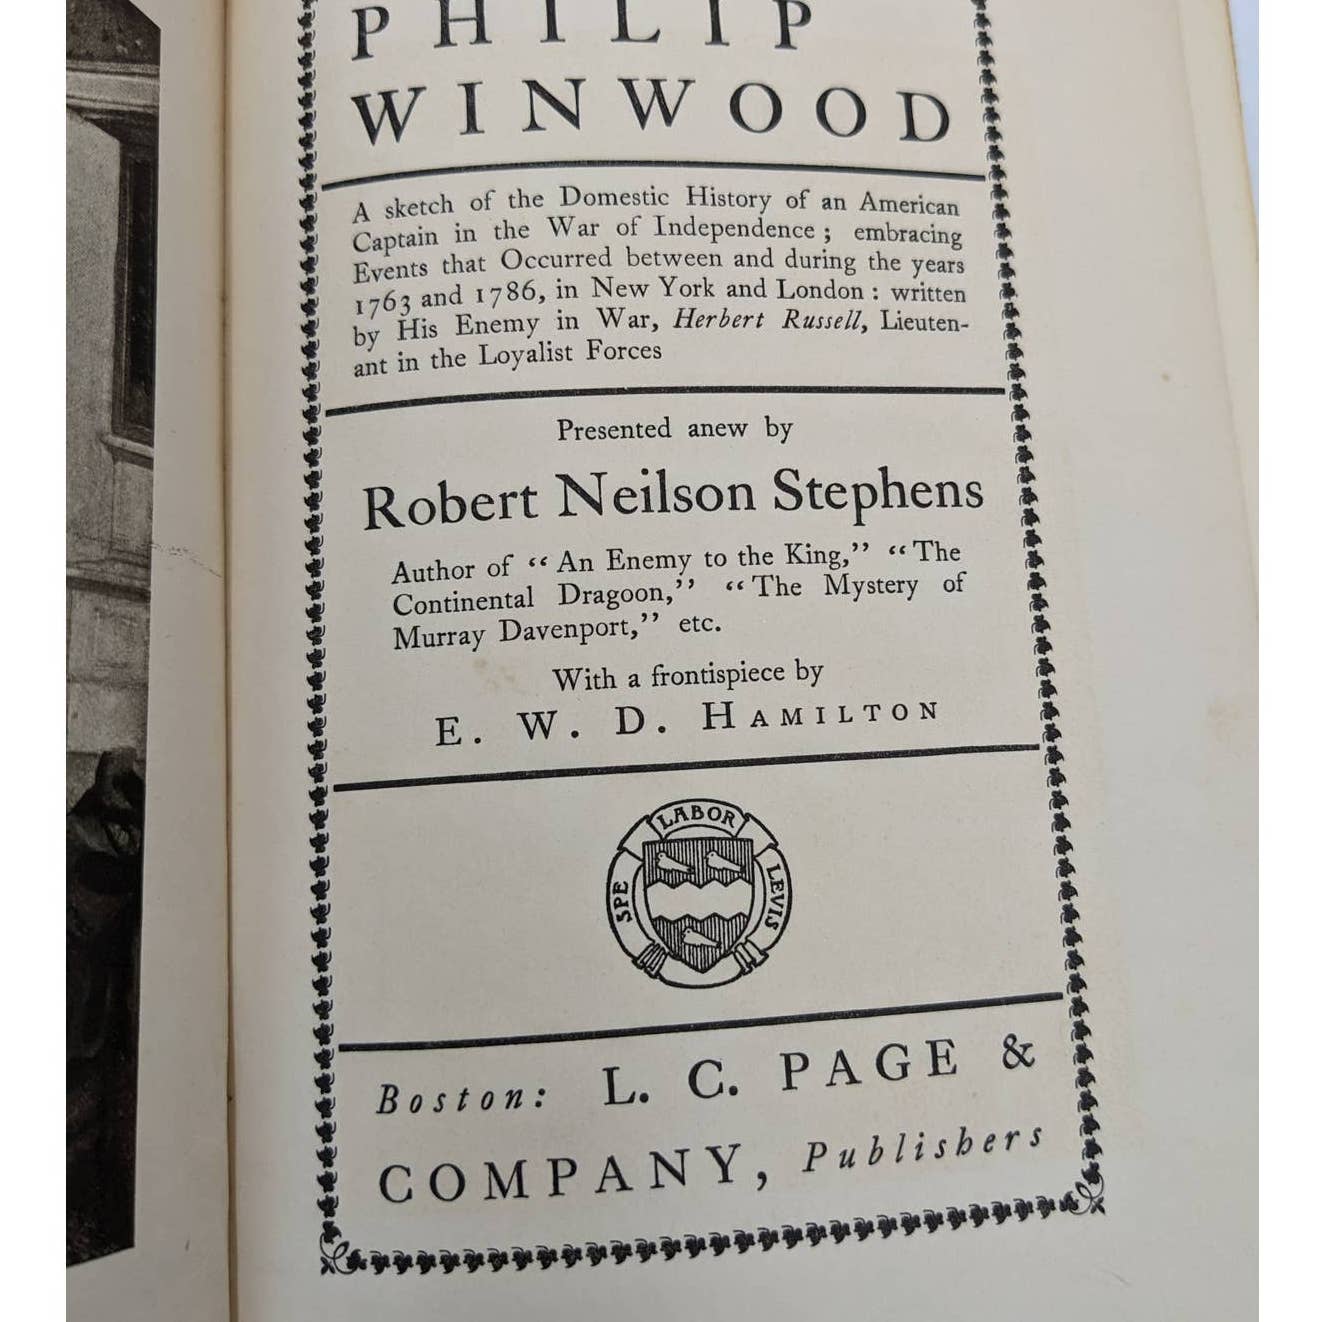 PHILIP
WINWOOD
A sketch of the Domestic History of an American
Captain in the War of Independence ; embracing
Events that Occurred between and during the years
1763 and 1786, in New York and London : written
by His Enemy in War, Herbert Russell, Lieuten-
ant in the Loyalist Forces
Presented anew by
Robert Neilson Stephens
Author of “ An Enemy to the King,” “ The
Continental Dragoon,” “ The Mystery of
Murray Davenport,” etc.
With a frontispiece by
E. W. D. HAMILTON
SPE LABOR LEVIS
Boston: L. C. PAGE &
COMPANY, Publishers